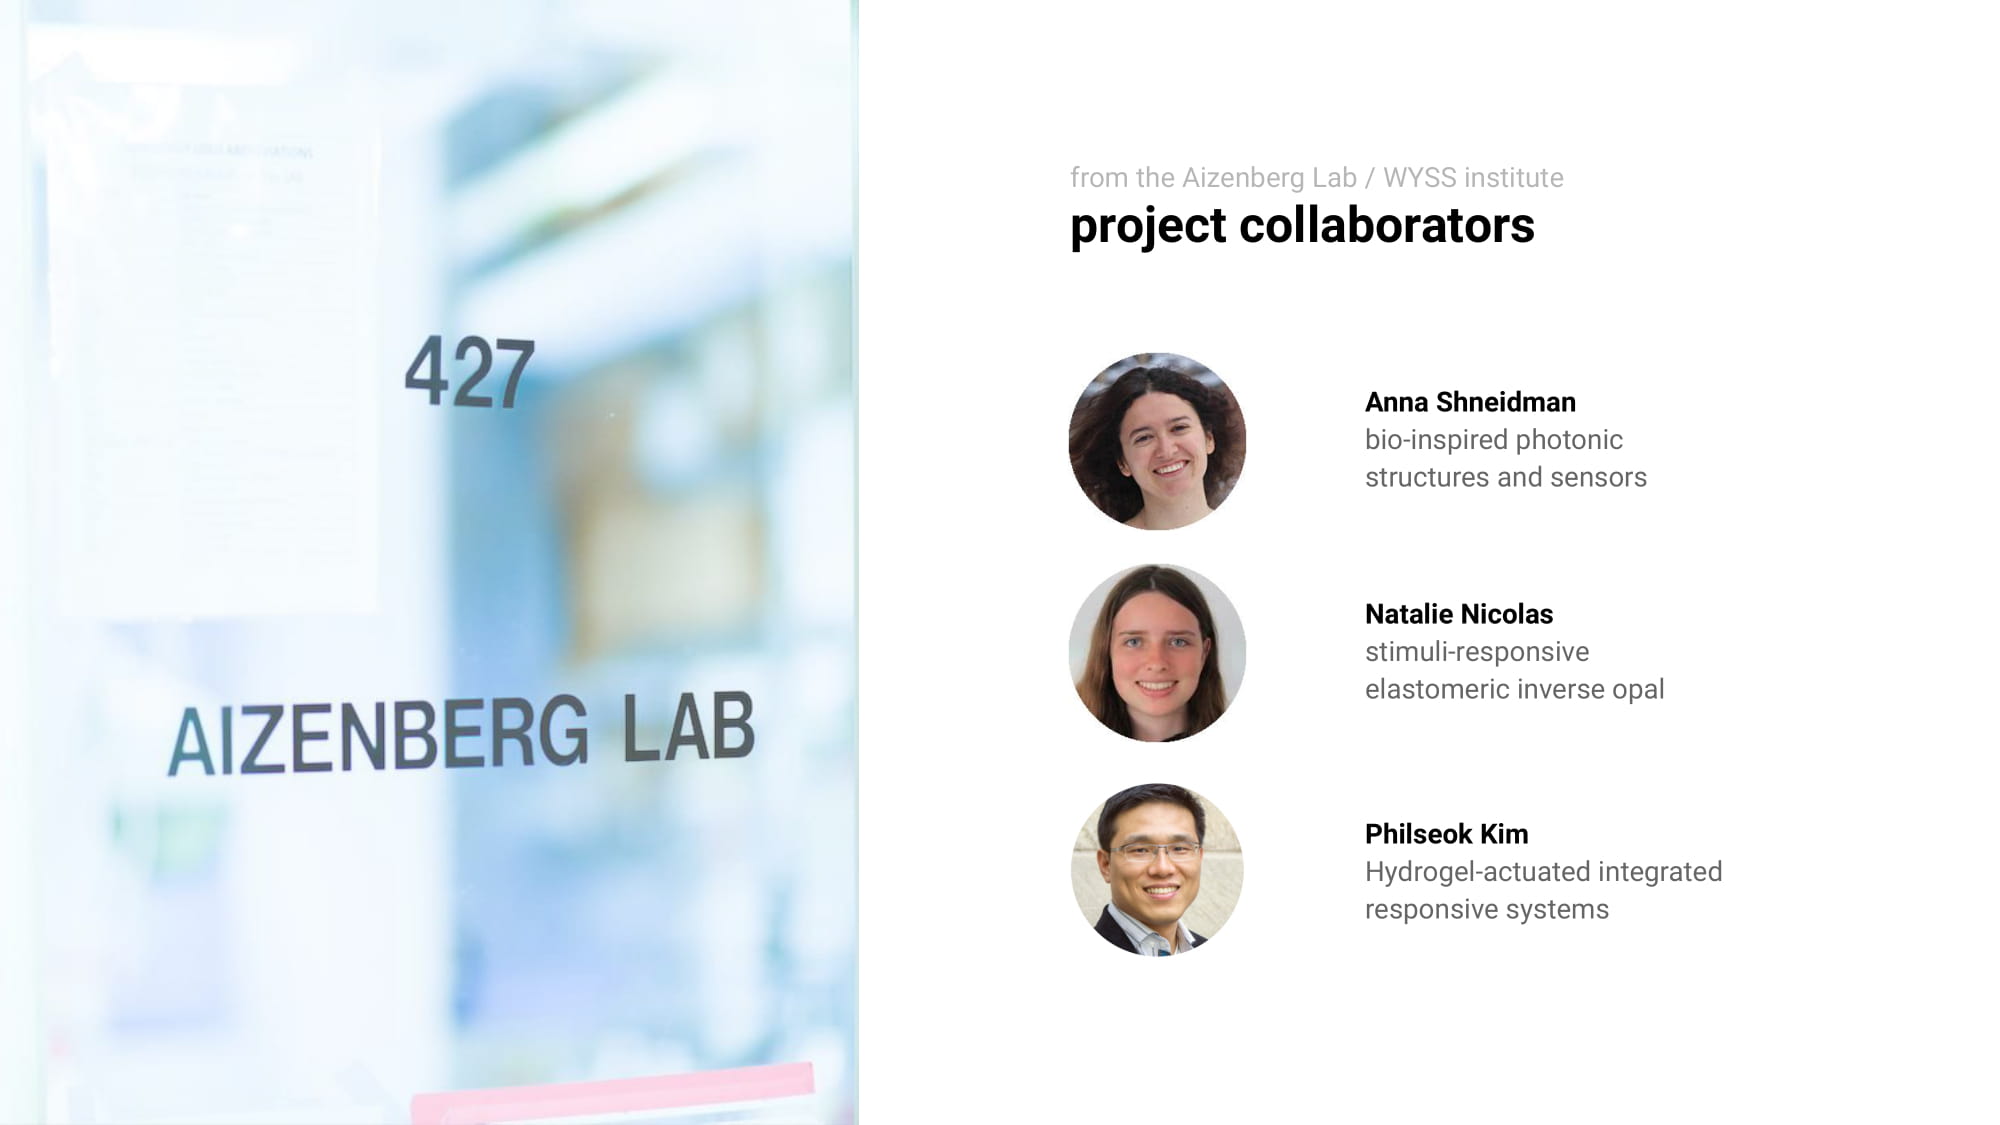 427
AIZENBERG LAB
from the Aizenberg Lab / WYSS institute
project collaborators
Anna Shneidman
bio-inspired photonic
structures and sensors
Natalie Nicolas
stimuli-responsive
elastomeric inverse opal
Philseok Kim
Hydrogel-actuated integrated
responsive systems